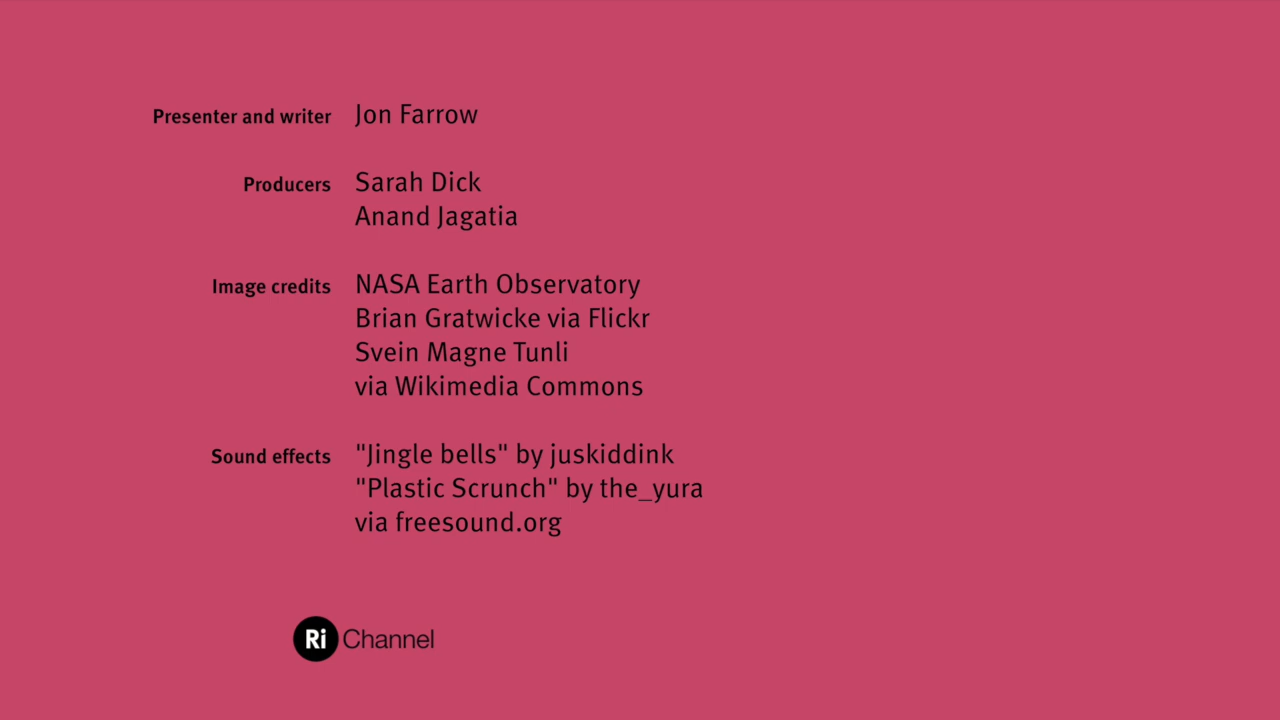 Presenter and writer Jon Farrow
Producers Sarah Dick
Anand Jagatia
Image credits NASA Earth Observatory
Brian Gratwicke via Flickr
Svein Magne Tunli
via Wikimedia Commons
Sound effects "Jingle bells" by juskiddink
"Plastic Scrunch" by the_yura
via freesound.org
Ri Channel